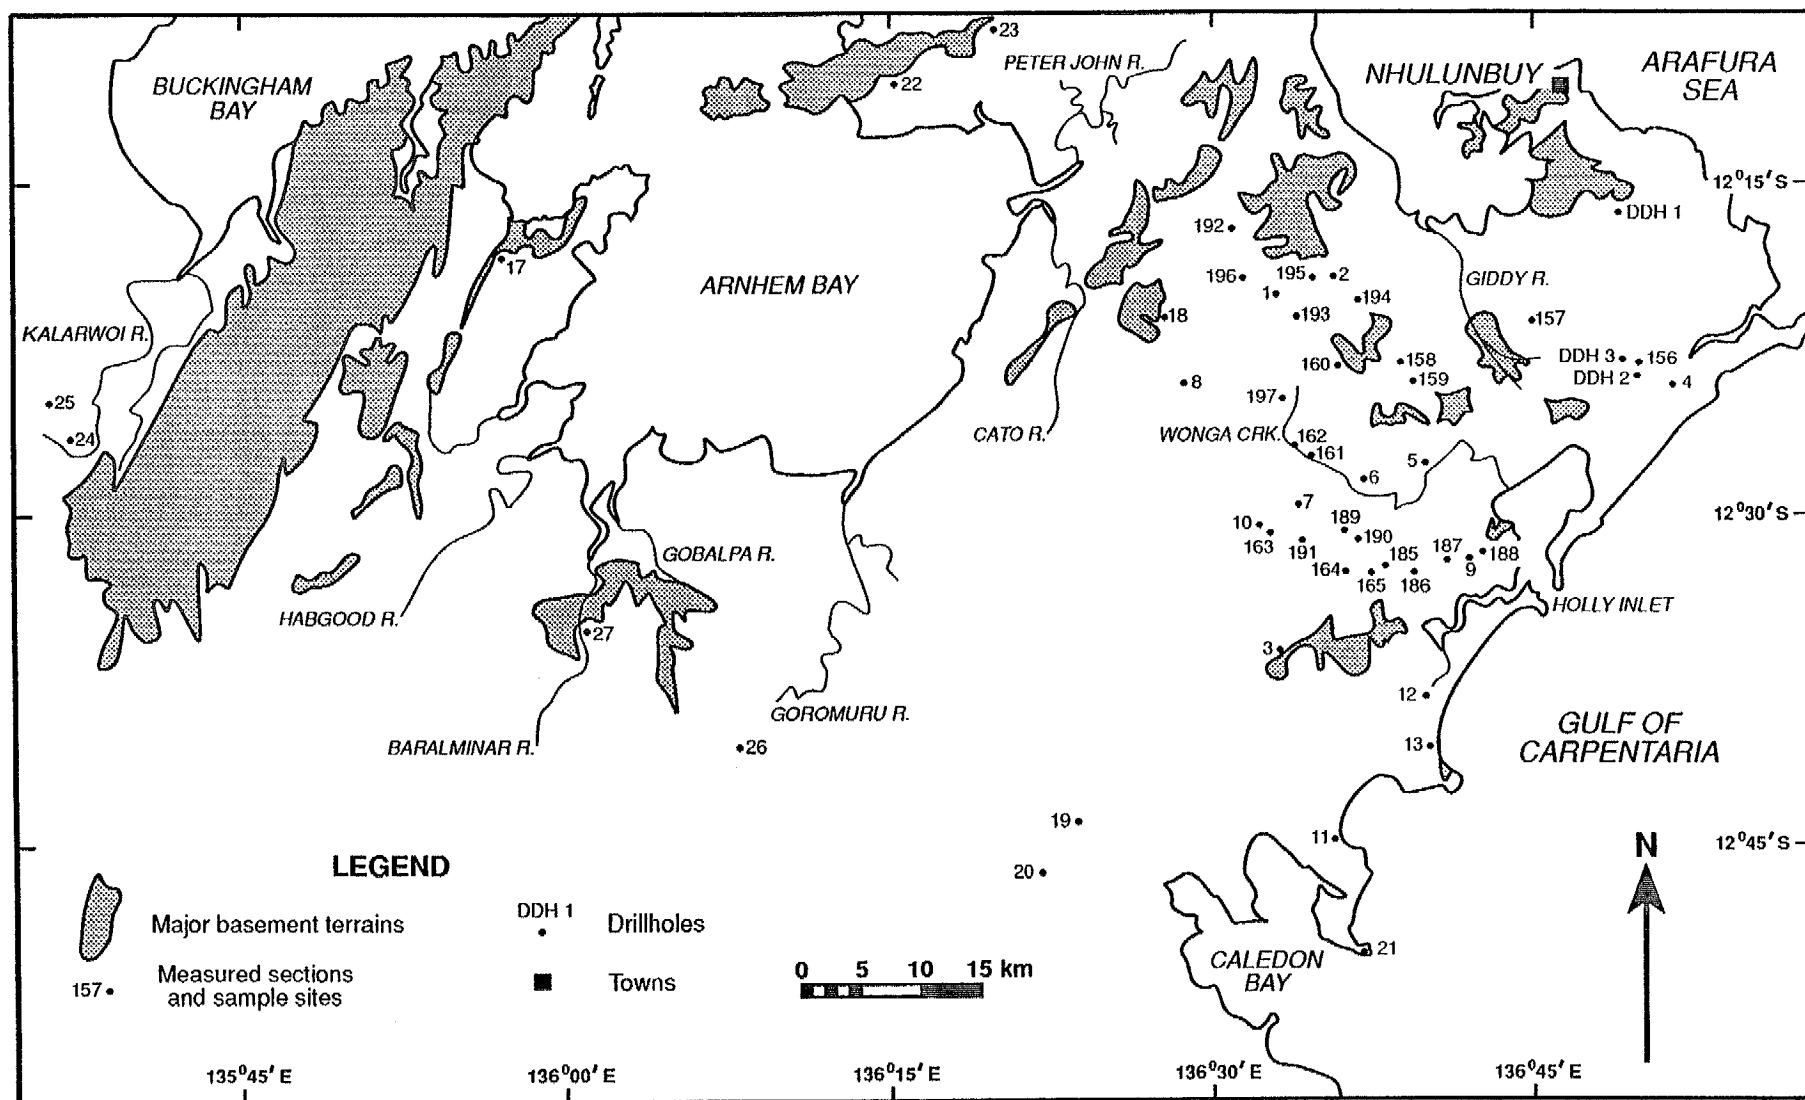 23
PETER JOHN R.
NHULUNBUY
ARAFURA
SEA
BUCKINGHAM
BAY
22
12°15′ S
DDH 1
192
17
ARNHEM BAY
196
195
2
GIDDY R.
1
194
193
18
157
KALARWOI R.
DDH 3
156
160
158
DDH 2
159
4
8
197
25
24
CATO R.
WONGA CRK.
162
161
5
6
7
12°30′ S
10
189
163
190
191
185
187
188
GOBALPA R.
164
165
186
9
HABGOOD R.
HOLLY INLET
27
3
12
GOROMURU R.
GULF OF
CARPENTARIA
BARALMINAR R.
26
13
19
11
12°45′ S
N
LEGEND
20
DDH 1
Major basement terrains
Drillholes
21
CALEDON
BAY
0 5 10 15 km
157
Measured sections
and sample sites
Towns
135°45′ E
136°00′ E
136°15′ E
136°30′ E
136°45′ E